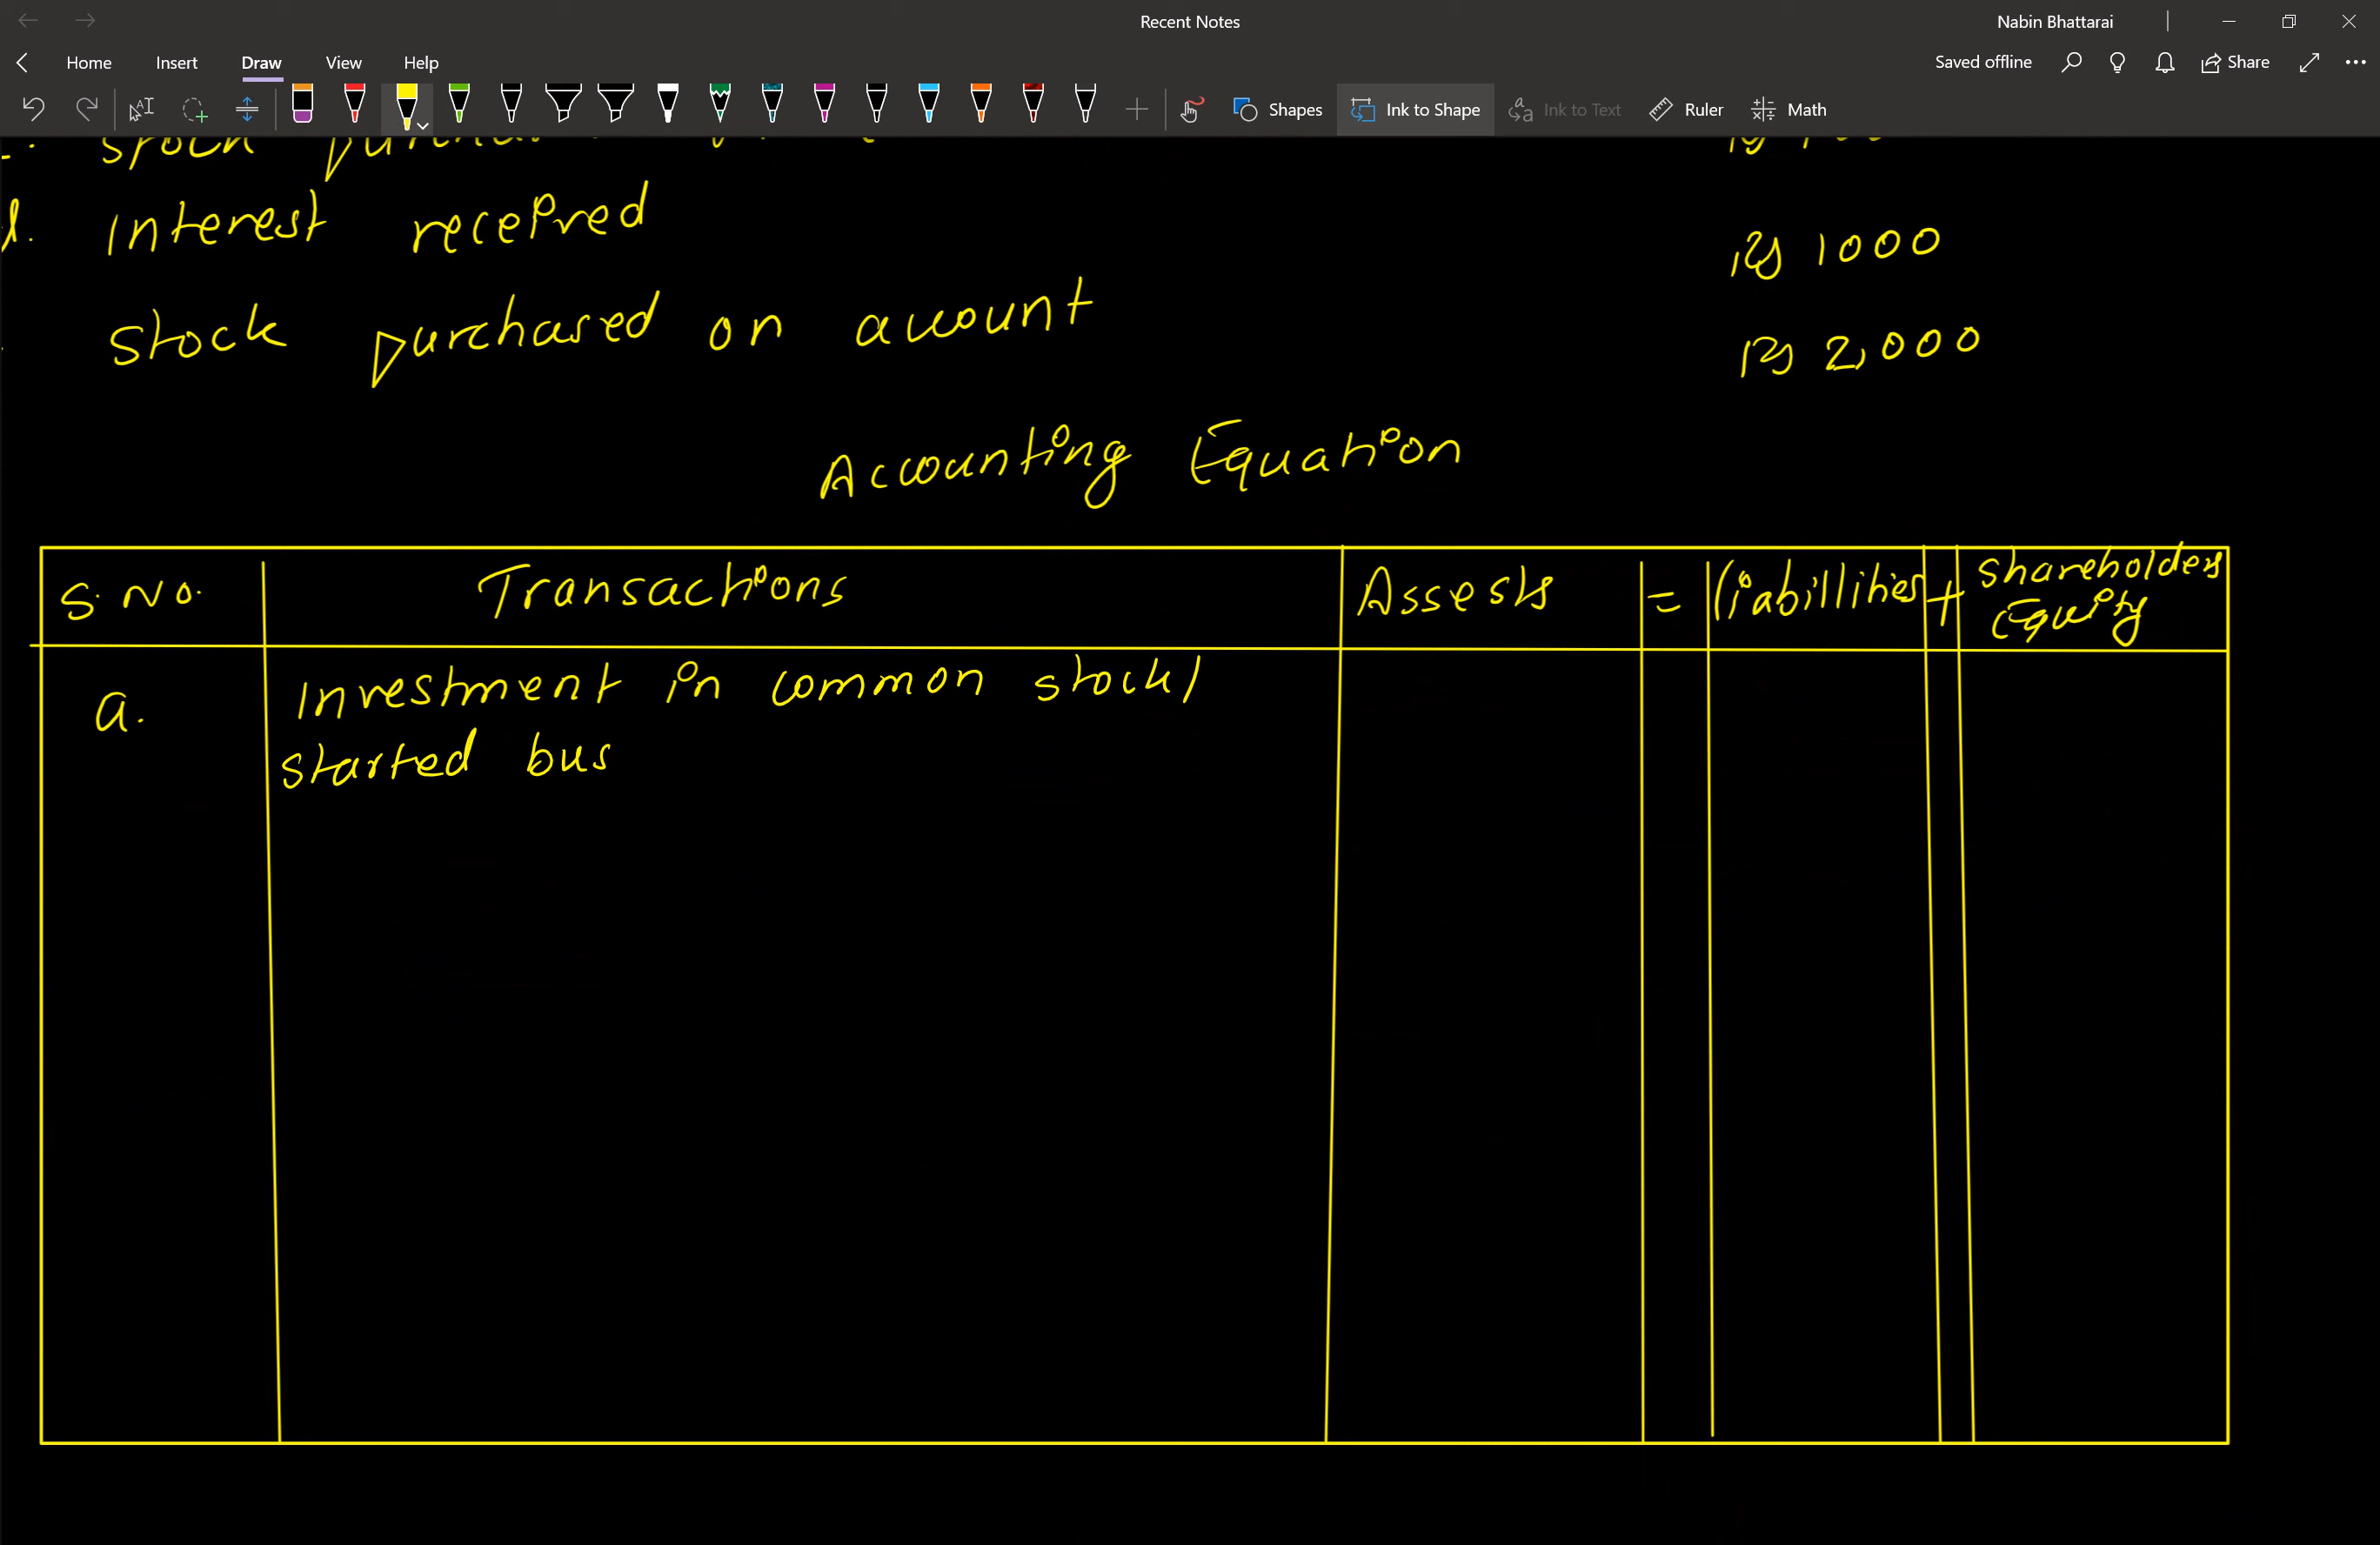 Recent Notes
Nabin Bhattarai
Home Insert Draw View Help
Saved offline
Share
Shapes Ink to Shape Ink to Text Ruler Math
Interest received Rs 1000
Stock purchased on account Rs 2,000
Accounting Equation
S. No. Transactions Assests = Liabillities + Shareholders Equity
a. Investment in common stock/
started bus